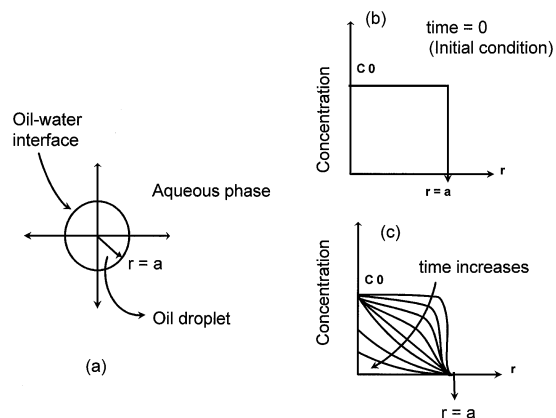 Oil-water
interface
Aqueous phase
r = a
Oil droplet
(a)
(b)
time = 0
(Initial condition)
C 0
Concentration
r
r = a
(c)
time increases
C 0
Concentration
r
r = a